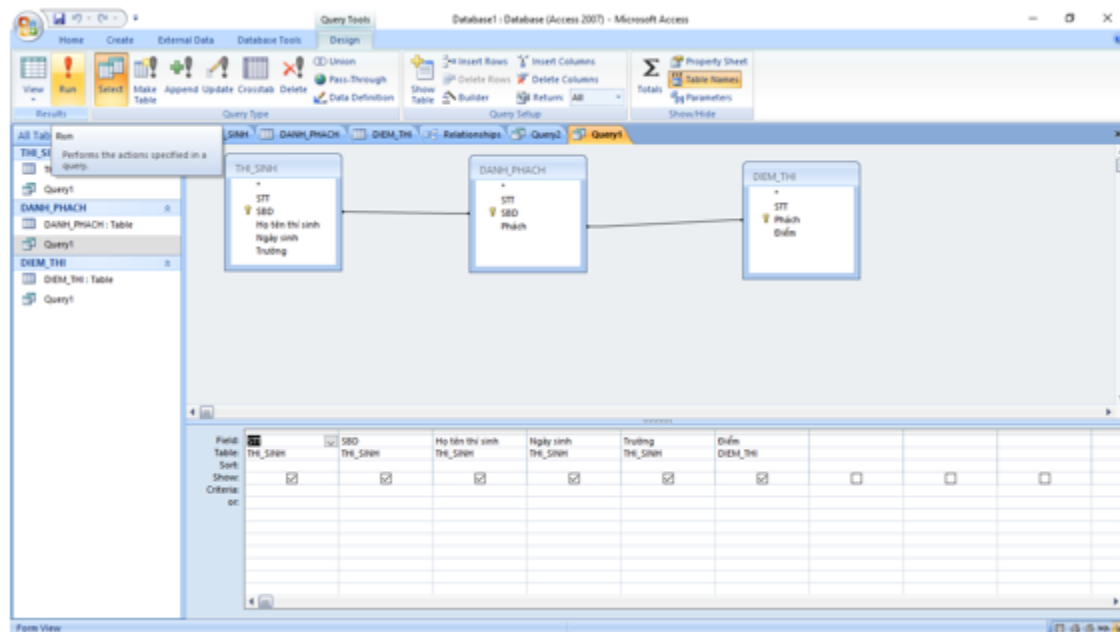 Query Tools
Database1 : Database (Access 2007) - Microsoft Access
Home Create External Data Database Tools Design
View
Run
Select
Make Table
Append Update Crosstab Delete
Union
Pass-Through
Data Definition
Show Table
Insert Rows
Delete Rows
Builder
Insert Columns
Delete Columns
Return: All
Totals
Property Sheet
Table Names
Parameters
Results Query Type Query Setup Show/Hide
All Tab
Run
Performs the actions specified in a query.
_SINH DANH_PHACH DIEM_THI Relationships Query2 Query1
THI_SI
Query1
DANH_PHACH
DANH_PHACH : Table
Query1
DIEM_THI
DIEM_THI : Table
Query1
THI_SINH
*
STT
SBD
Họ tên thí sinh
Ngày sinh
Trường
DANH_PHACH
*
STT
SBD
Phách
DIEM_THI
*
STT
Phách
Điểm
Field: STT SBD Họ tên thí sinh Ngày sinh Trường Điểm
Table: THI_SINH THI_SINH THI_SINH THI_SINH THI_SINH DIEM_THI
Sort:
Show:
Criteria:
or:
Form View